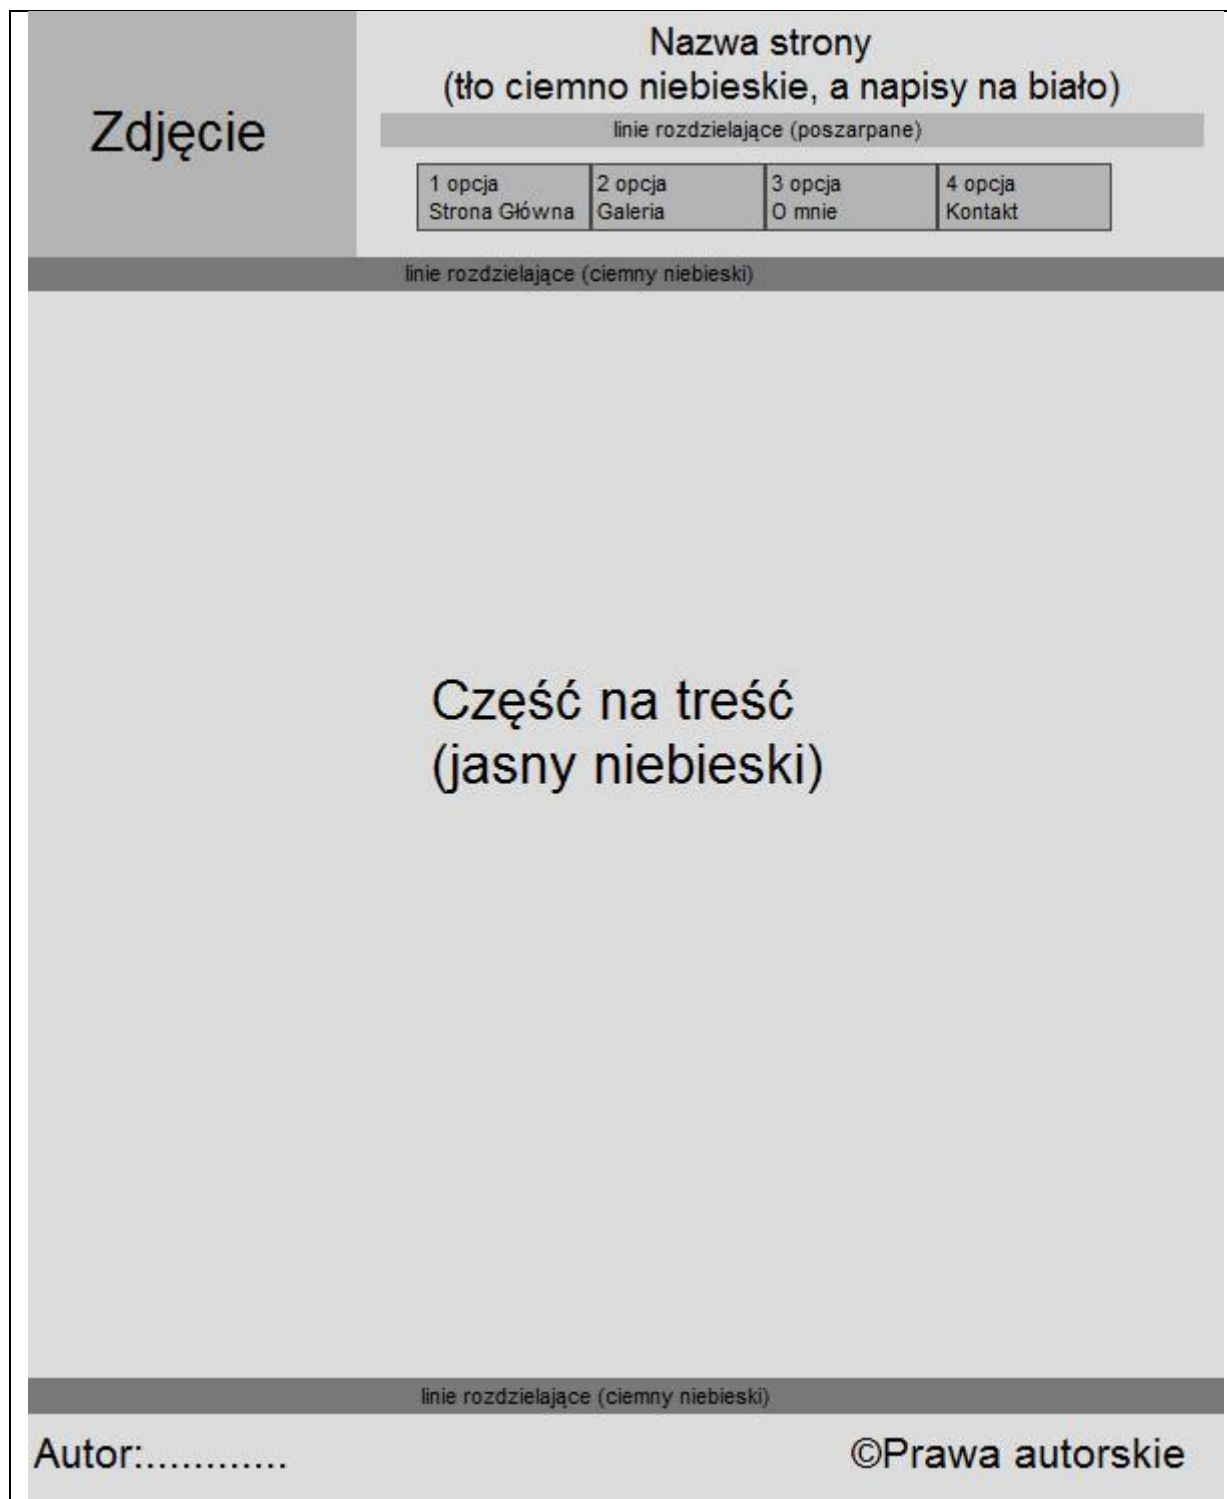 Zdjęcie
Nazwa strony
(tło ciemno niebieskie, a napisy na biało)
linie rozdzielające (poszarpane)
1 opcja
Strona Główna
2 opcja
Galeria
3 opcja
O mnie
4 opcja
Kontakt
linie rozdzielające (ciemny niebieski)
Część na treść
(jasny niebieski)
linie rozdzielające (ciemny niebieski)
Autor:............
©Prawa autorskie